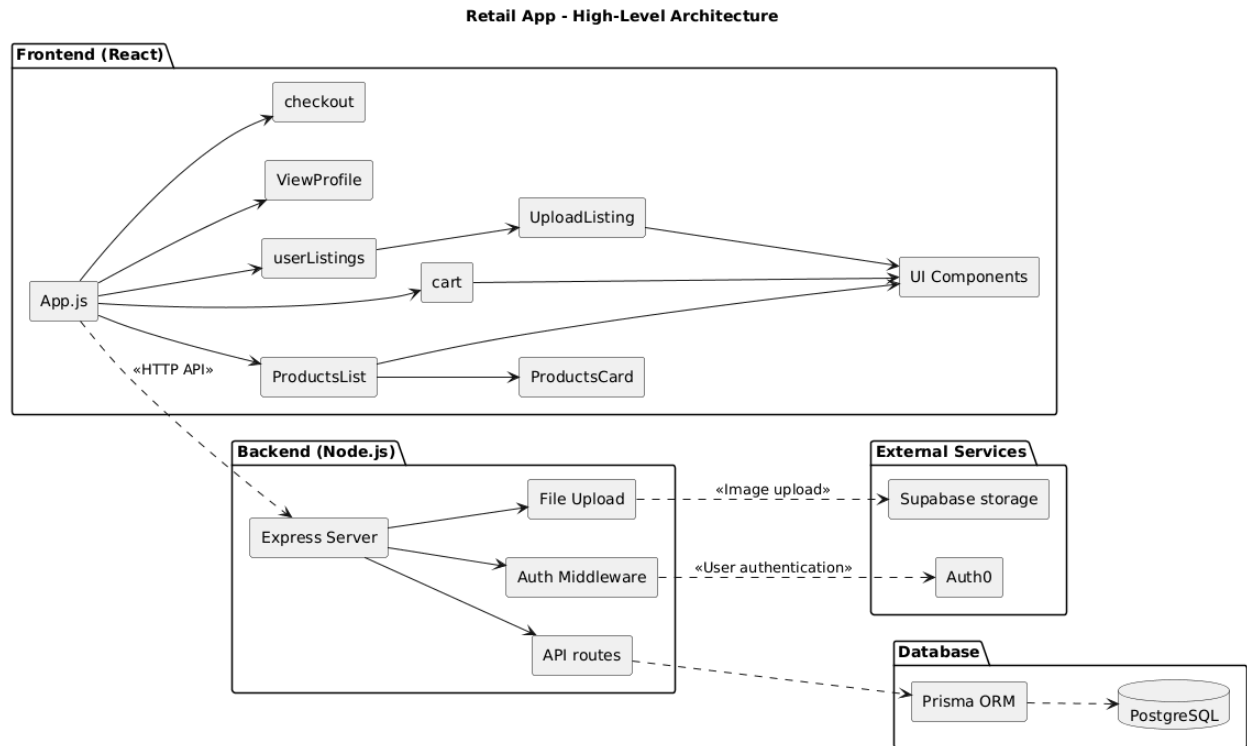 Retail App - High-Level Architecture
Frontend (React)
checkout
ViewProfile
UploadListing
userListings
UI Components
cart
App.js
«HTTP API»
ProductsList
ProductsCard
Backend (Node.js)
External Services
File Upload
«Image upload»
Supabase storage
Express Server
Auth Middleware
«User authentication»
Auth0
API routes
Database
Prisma ORM
PostgreSQL